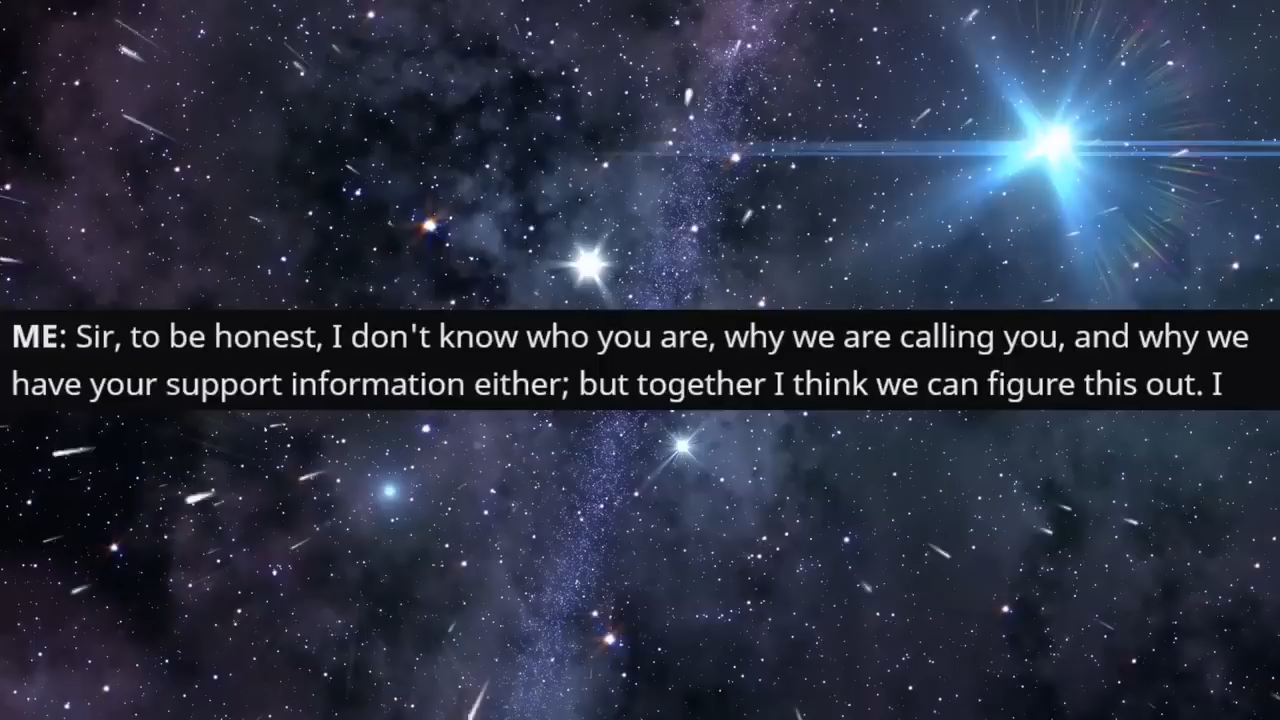 ME: Sir, to be honest, I don't know who you are, why we are calling you, and why we
have your support information either; but together I think we can figure this out. I